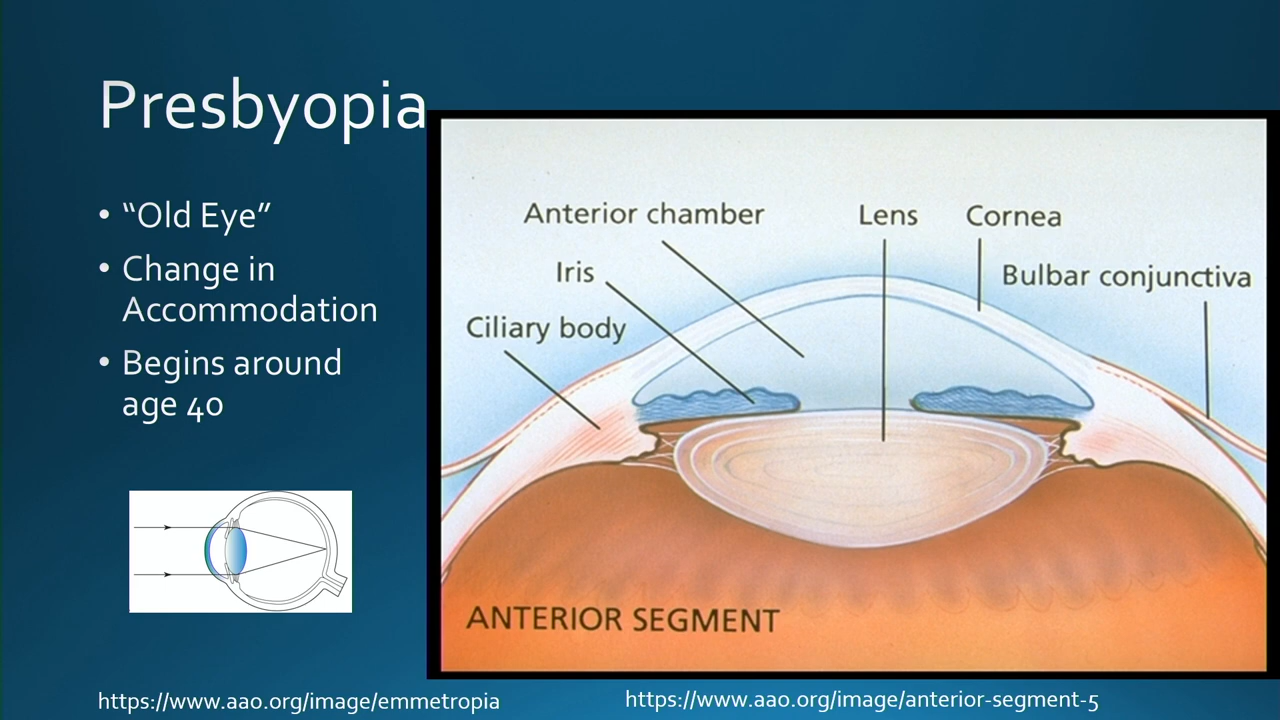 Presbyopia
• “Old Eye”
• Change in
Accommodation
• Begins around
age 40
Anterior chamber
Lens
Cornea
Iris
Bulbar conjunctiva
Ciliary body
ANTERIOR SEGMENT
https://www.aao.org/image/emmetropia
https://www.aao.org/image/anterior-segment-5